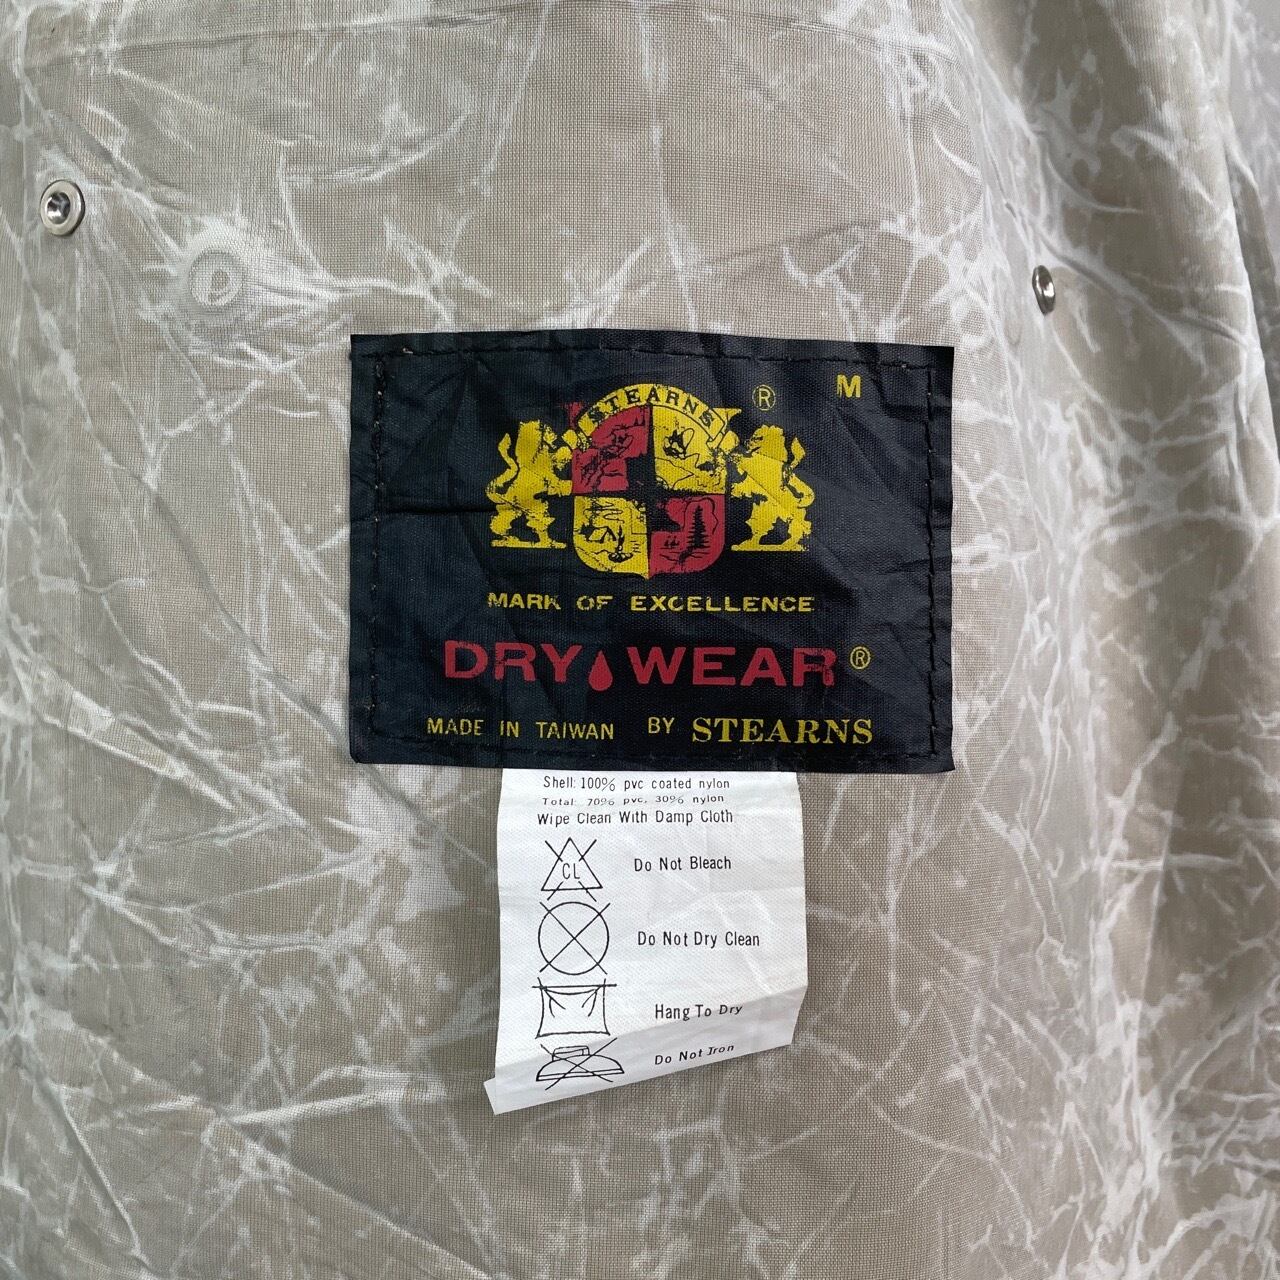 STEARNS ® M
MARK OF EXCELLENCE
DRY WEAR®
MADE IN TAIWAN BY STEARNS
Shell: 100% pvc coated nylon
Total: 70% pvc, 30% nylon
Wipe Clean With Damp Cloth
CL Do Not Bleach
Do Not Dry Clean
Hang To Dry
Do Not Iron